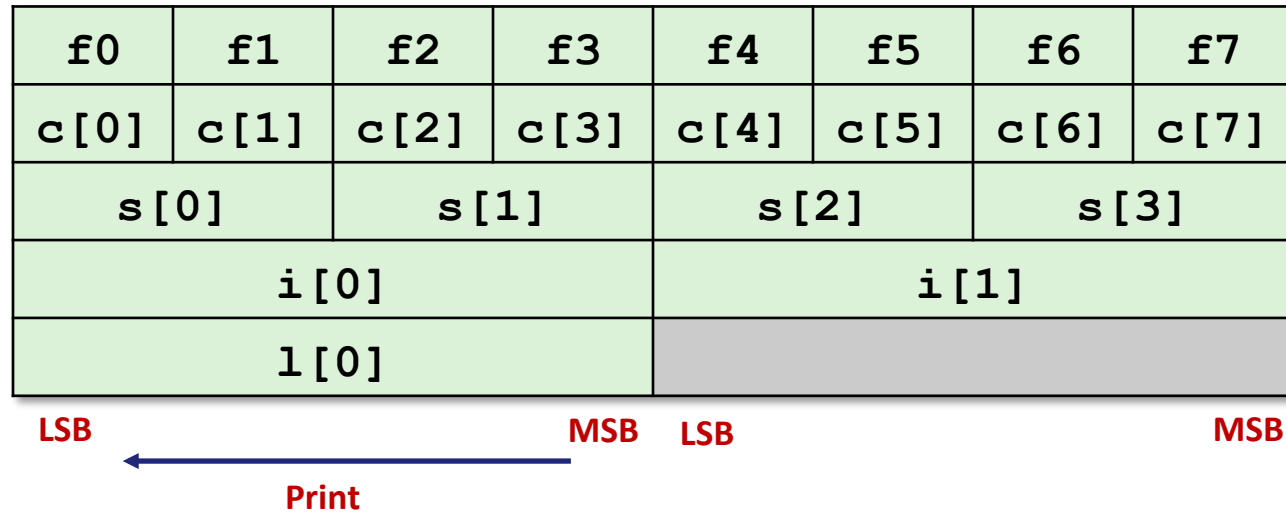 f0 f1 f2 f3 f4 f5 f6 f7
c[0] c[1] c[2] c[3] c[4] c[5] c[6] c[7]
s[0] s[1] s[2] s[3]
i[0] i[1]
l[0]
LSB MSB LSB MSB
Print